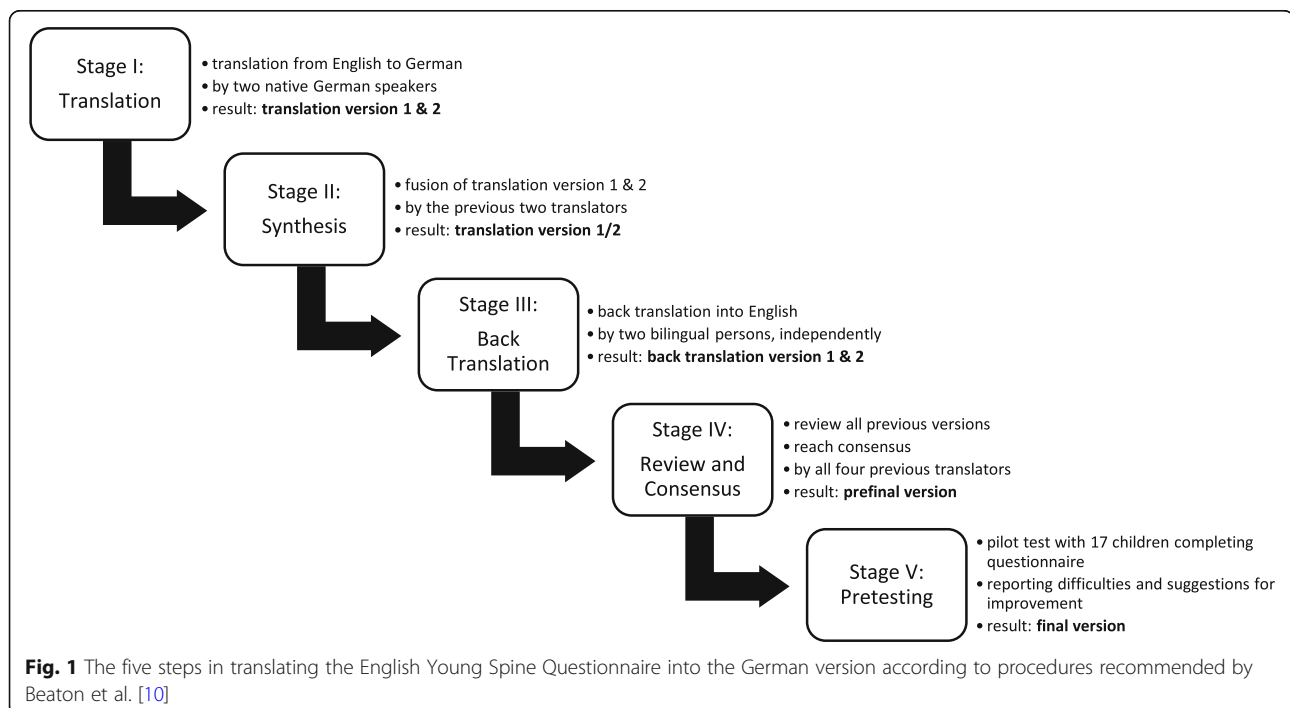 Stage I:
Translation
• translation from English to German
• by two native German speakers
• result: translation version 1 & 2
Stage II:
Synthesis
• fusion of translation version 1 & 2
• by the previous two translators
• result: translation version 1/2
Stage III:
Back
Translation
• back translation into English
• by two bilingual persons, independently
• result: back translation version 1 & 2
Stage IV:
Review and
Consensus
• review all previous versions
• reach consensus
• by all four previous translators
• result: prefinal version
Stage V:
Pretesting
• pilot test with 17 children completing
questionnaire
• reporting difficulties and suggestions for
improvement
• result: final version
Fig. 1 The five steps in translating the English Young Spine Questionnaire into the German version according to procedures recommended by
Beaton et al. [10]